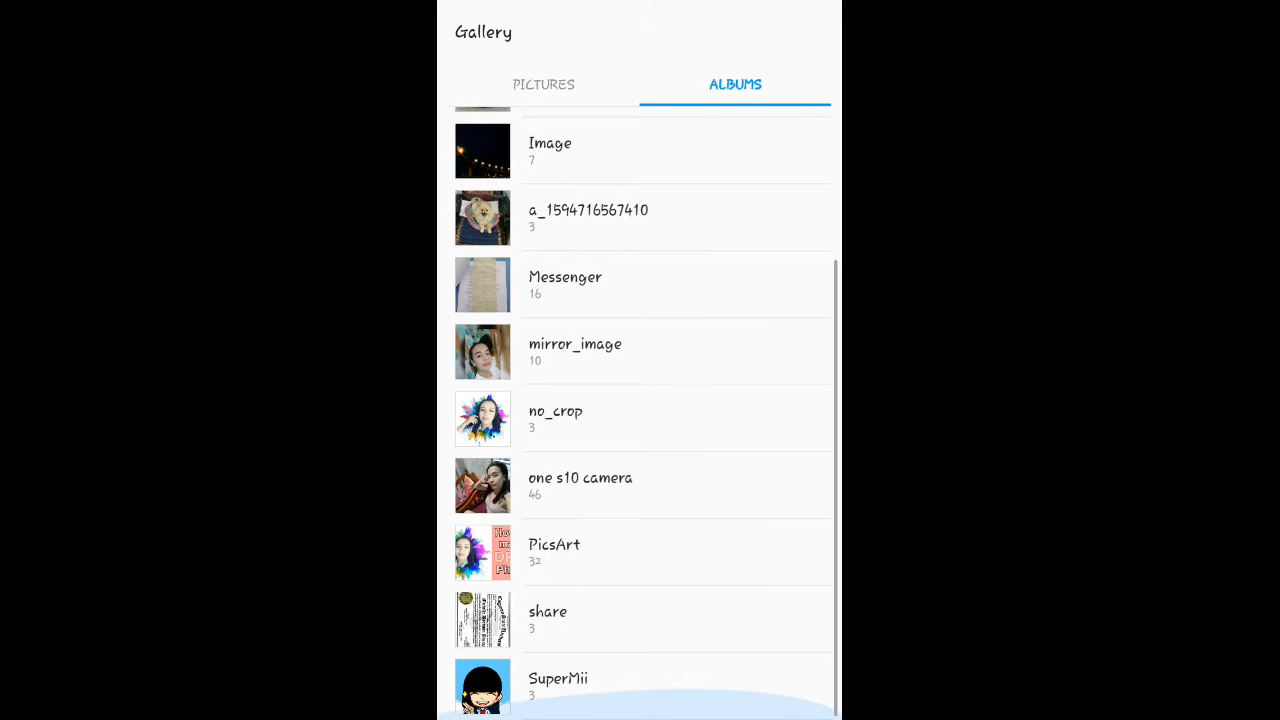 Gallery
PICTURES
ALBUMS
Image
7
a_1594716567410
3
Messenger
16
mirror_image
10
no_crop
3
one s10 camera
46
PicsArt
32
share
3
SuperMii
3